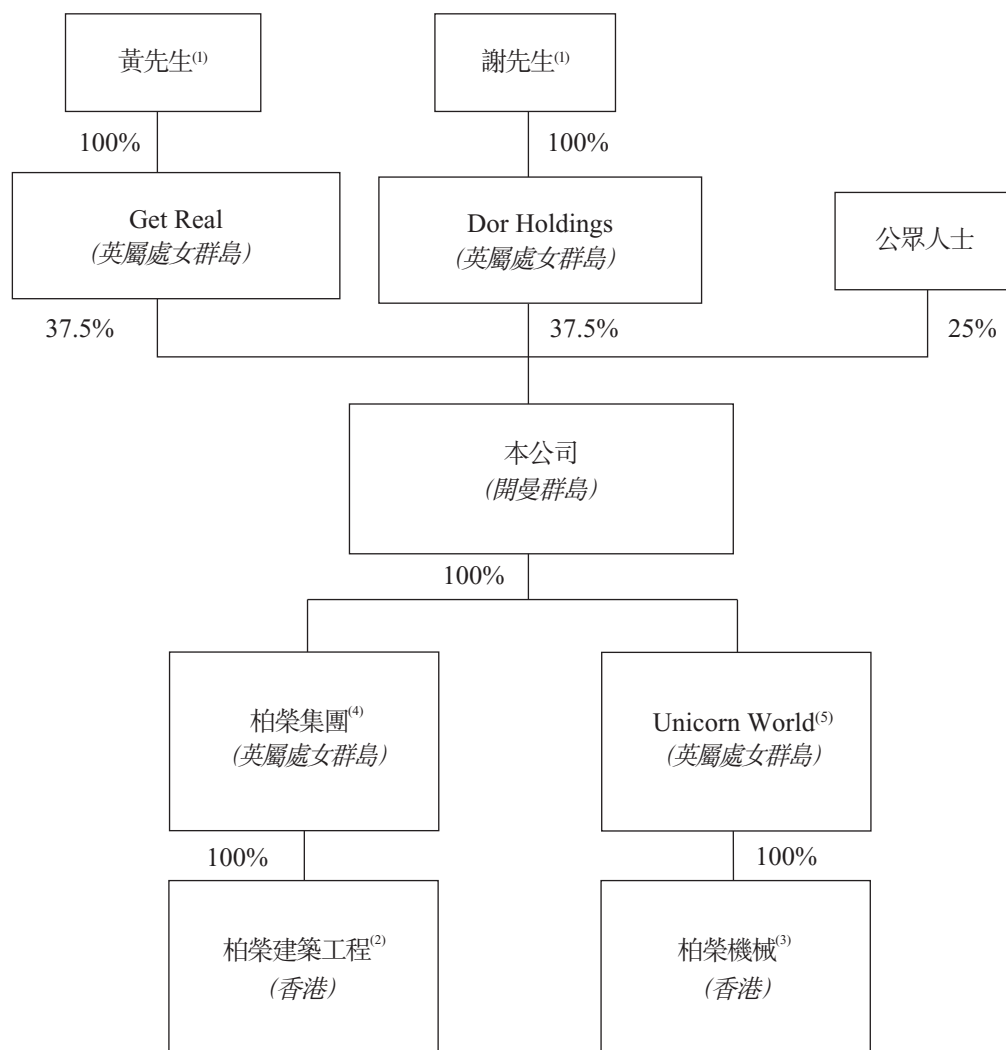 黃先生(1)
謝先生(1)
100%
100%
Get Real
(英屬處女群島)
Dor Holdings
(英屬處女群島)
公眾人士
37.5%
37.5%
25%
本公司
(開曼群島)
100%
柏榮集團(4)
(英屬處女群島)
Unicorn World(5)
(英屬處女群島)
100%
100%
柏榮建築工程(2)
(香港)
柏榮機械(3)
(香港)